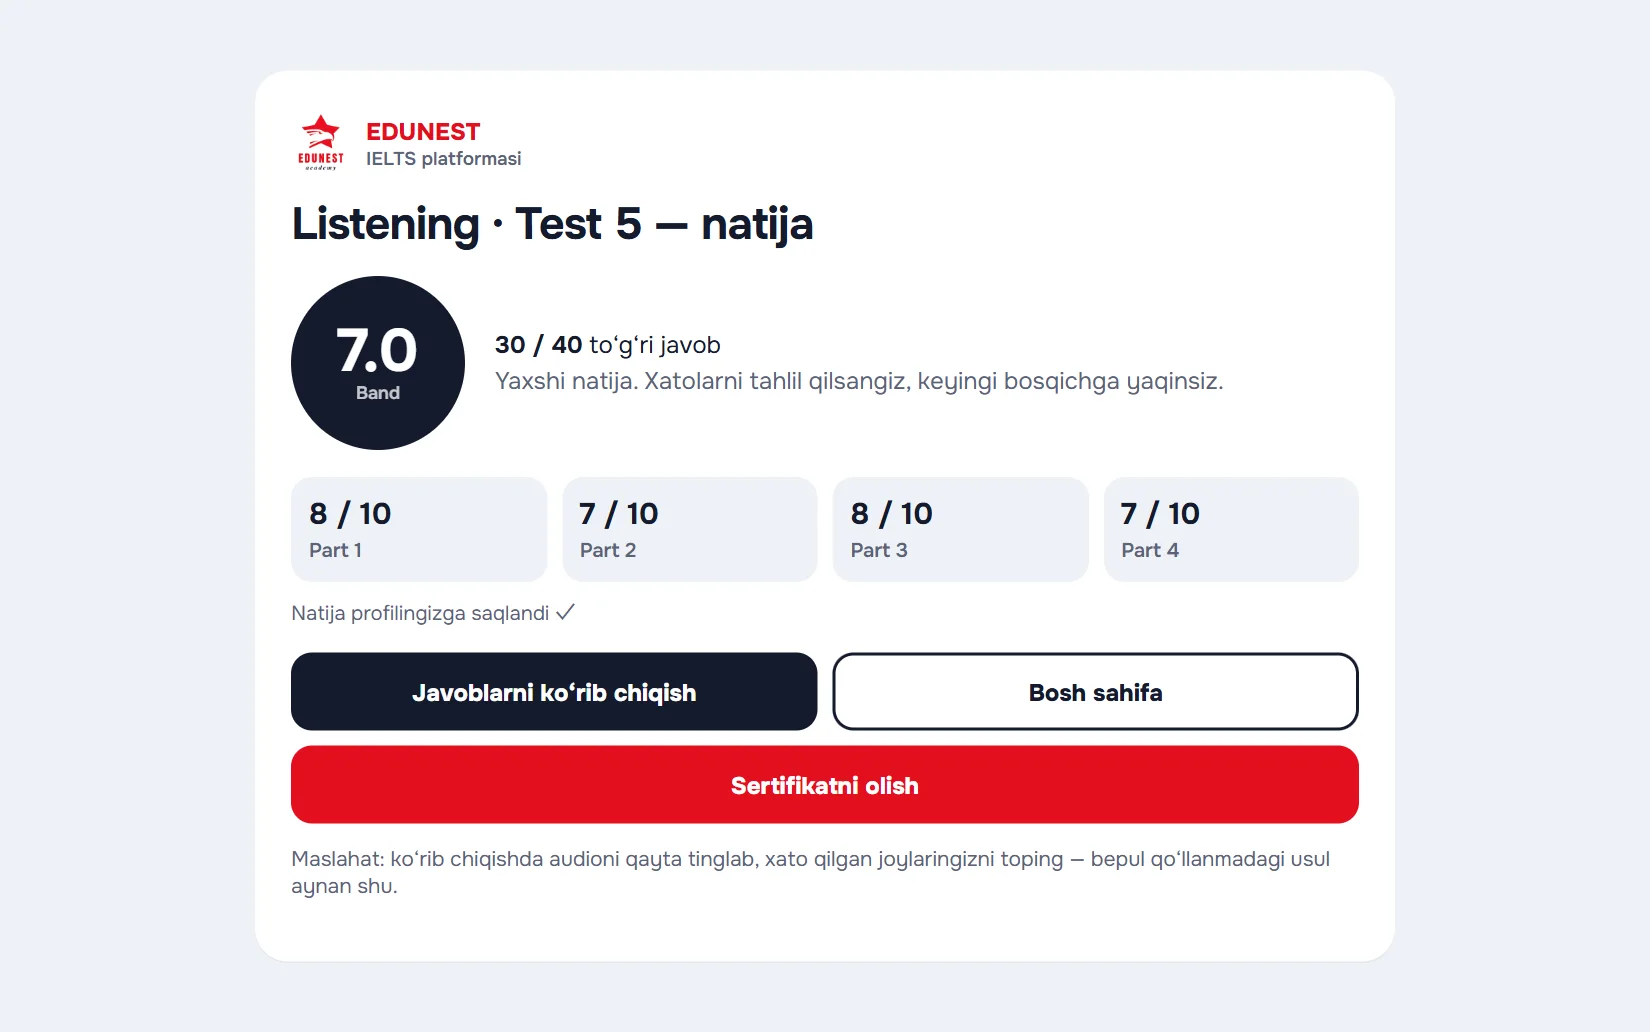 EDUNEST
academy
EDUNEST
IELTS platformasi
Listening · Test 5 — natija
7.0
Band
30 / 40 to‘g‘ri javob
Yaxshi natija. Xatolarni tahlil qilsangiz, keyingi bosqichga yaqinsiz.
8 / 10
Part 1
7 / 10
Part 2
8 / 10
Part 3
7 / 10
Part 4
Natija profilingizga saqlandi ✓
Javoblarni ko‘rib chiqish
Bosh sahifa
Sertifikatni olish
Maslahat: ko‘rib chiqishda audioni qayta tinglab, xato qilgan joylaringizni toping — bepul qo‘llanmadagi usul
aynan shu.